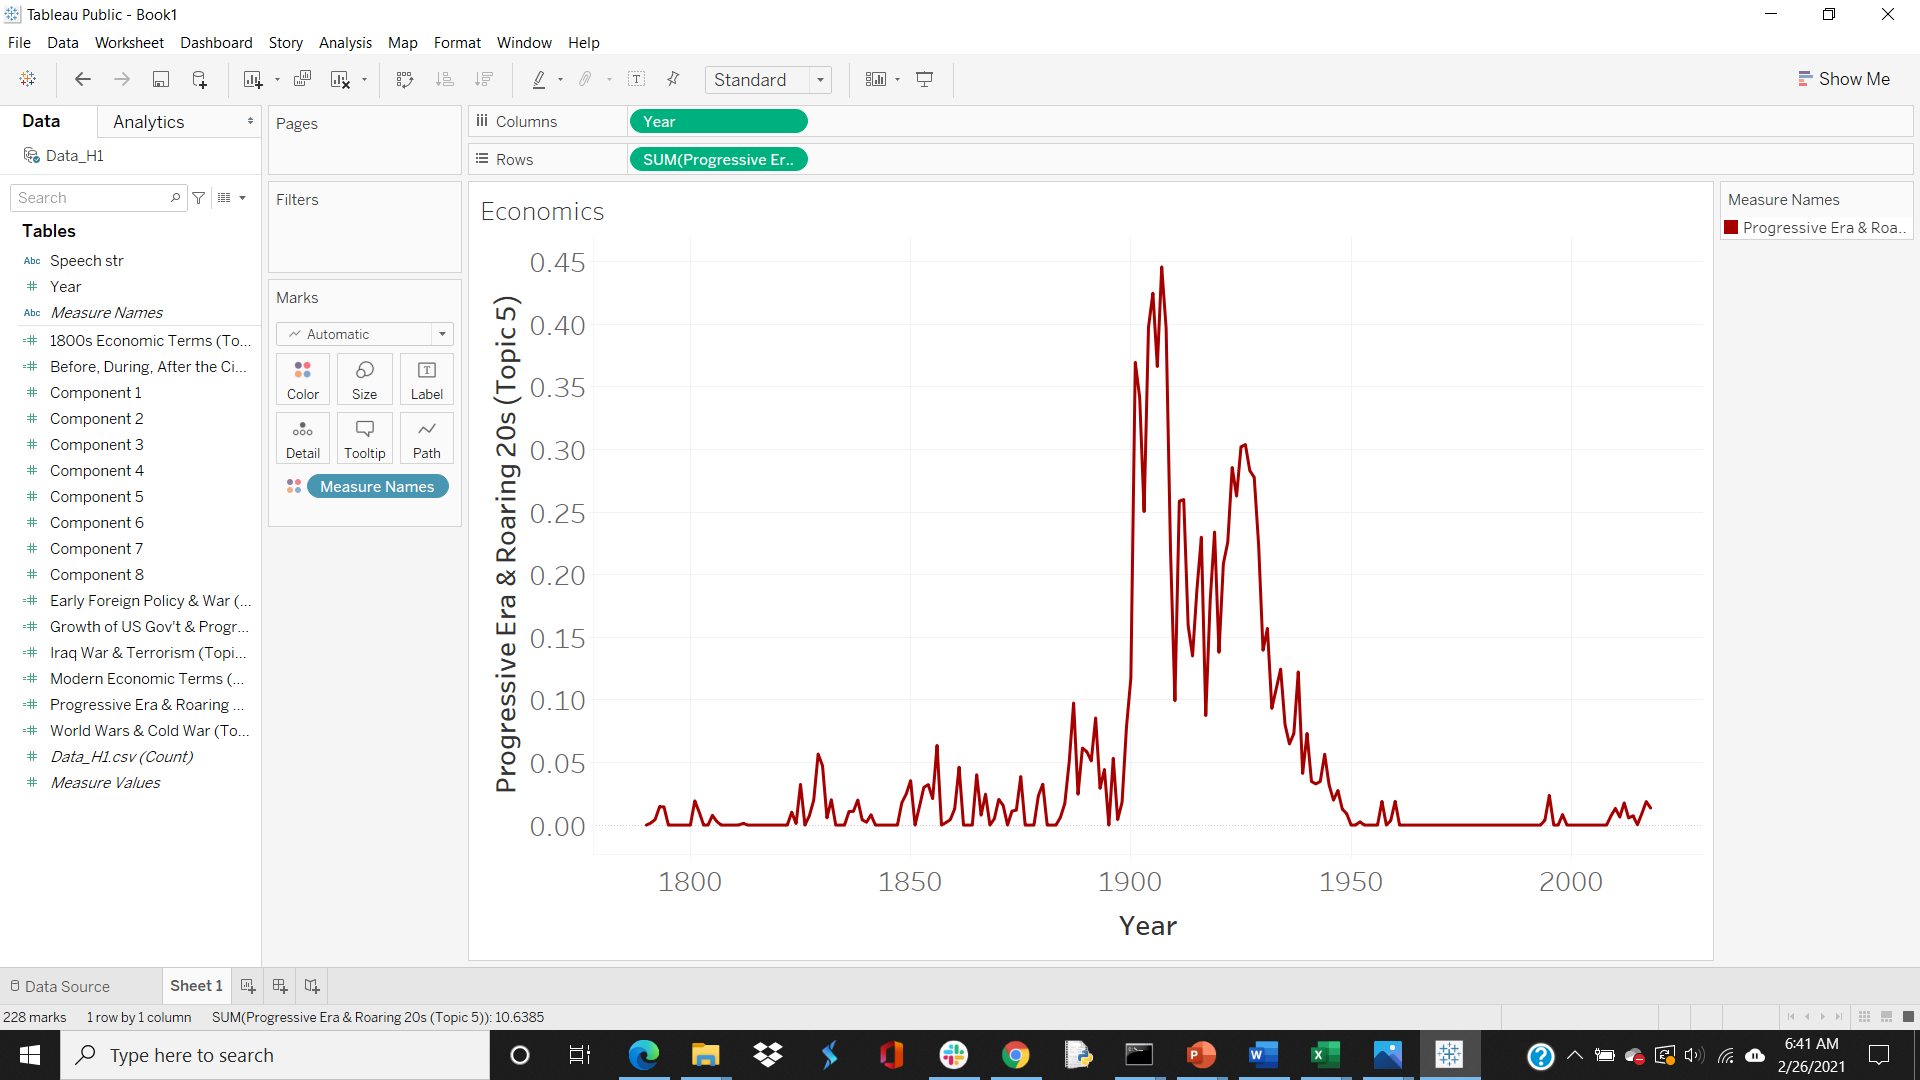 Tableau Public - Book1
File Data Worksheet Dashboard Story Analysis Map Format Window Help
Standard
Show Me
Data Analytics
Data_H1
Search
Tables
Abc Speech str
# Year
Abc Measure Names
=# 1800s Economic Terms (To...
=# Before, During, After the Ci...
# Component 1
# Component 2
# Component 3
# Component 4
# Component 5
# Component 6
# Component 7
# Component 8
=# Early Foreign Policy & War (...
=# Growth of US Gov't & Progr...
=# Iraq War & Terrorism (Topi...
=# Modern Economic Terms (...
=# Progressive Era & Roaring ...
=# World Wars & Cold War (To...
# Data_H1.csv (Count)
# Measure Values
Pages
Filters
Marks
Automatic
Color Size Label
Detail Tooltip Path
Measure Names
Columns Year
Rows SUM(Progressive Er..
Economics
Progressive Era & Roaring 20s (Topic 5)
0.45
0.40
0.35
0.30
0.25
0.20
0.15
0.10
0.05
0.00
1800 1850 1900 1950 2000
Year
Measure Names
Progressive Era & Roa..
Data Source Sheet 1
228 marks 1 row by 1 column SUM(Progressive Era & Roaring 20s (Topic 5)): 10.6385
Type here to search
6:41 AM
2/26/2021